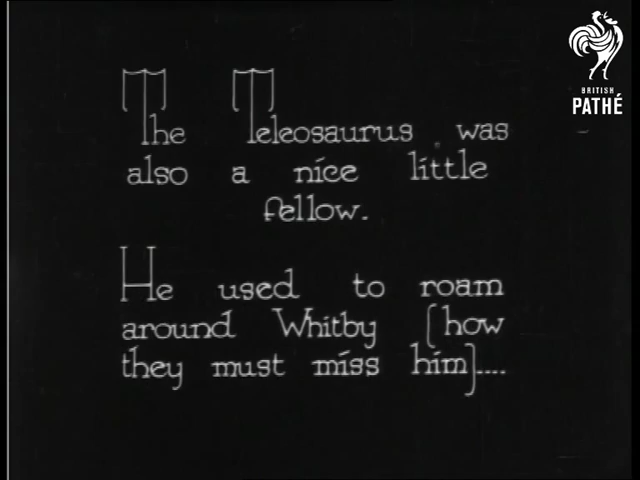 BRITISH
PATHÉ
The Teleosaurus was
also a nice little
fellow.
He used to roam
around Whitby (how
they must miss him)....